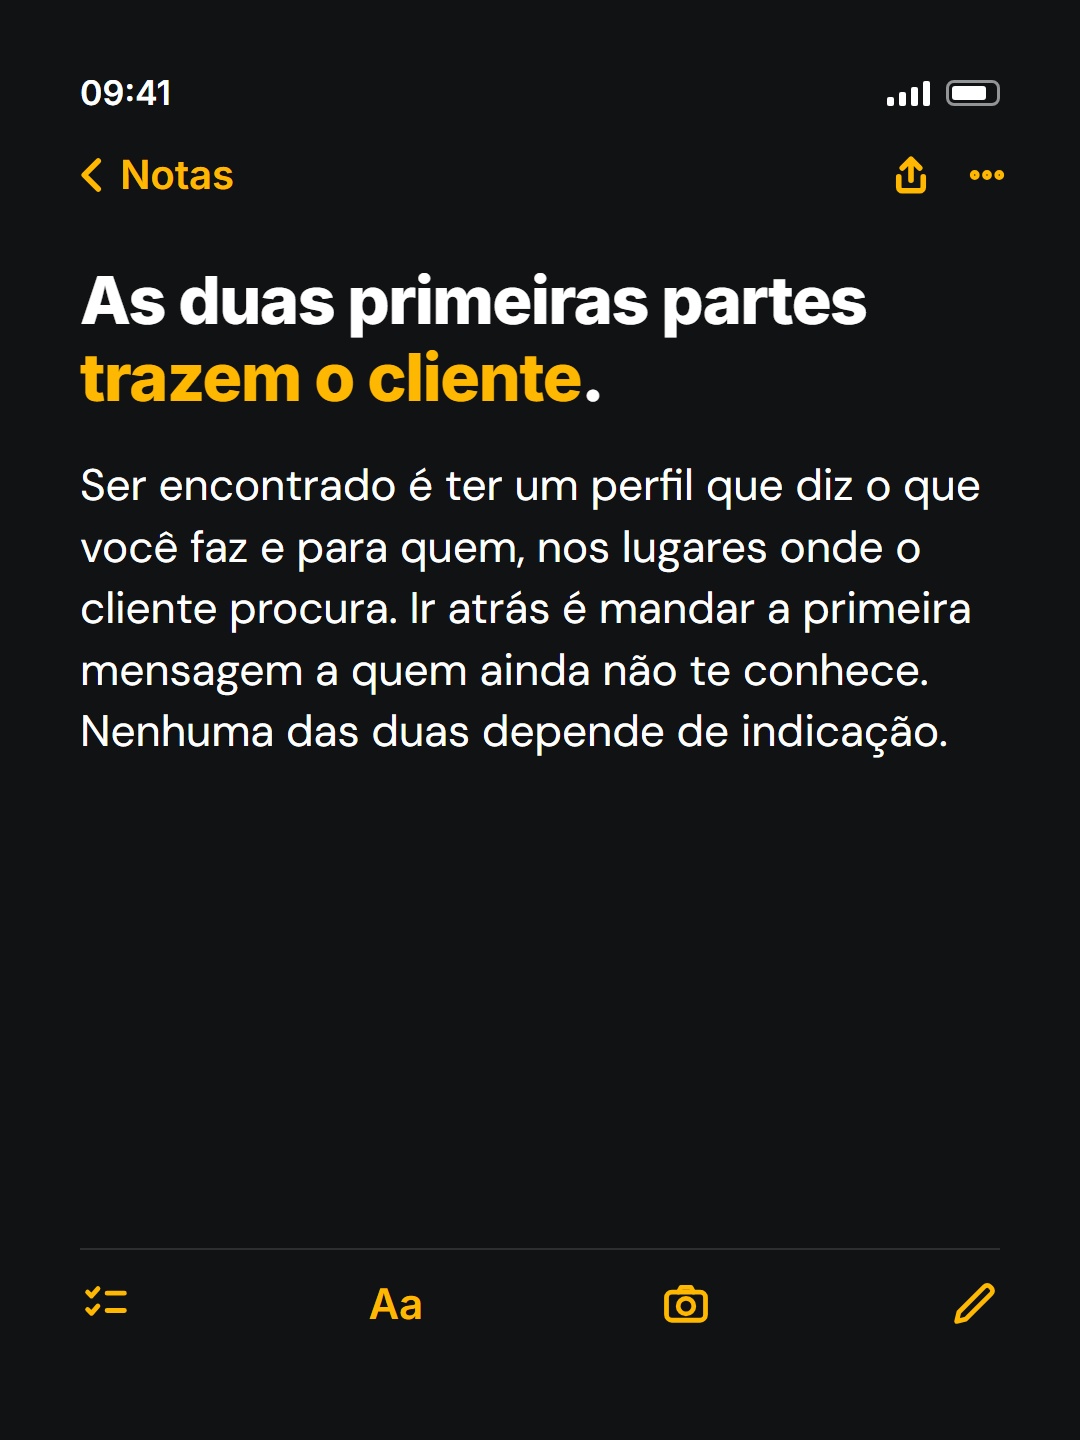 09:41
Notas
As duas primeiras partes
trazem o cliente.
Ser encontrado é ter um perfil que diz o que
você faz e para quem, nos lugares onde o
cliente procura. Ir atrás é mandar a primeira
mensagem a quem ainda não te conhece.
Nenhuma das duas depende de indicação.
Aa